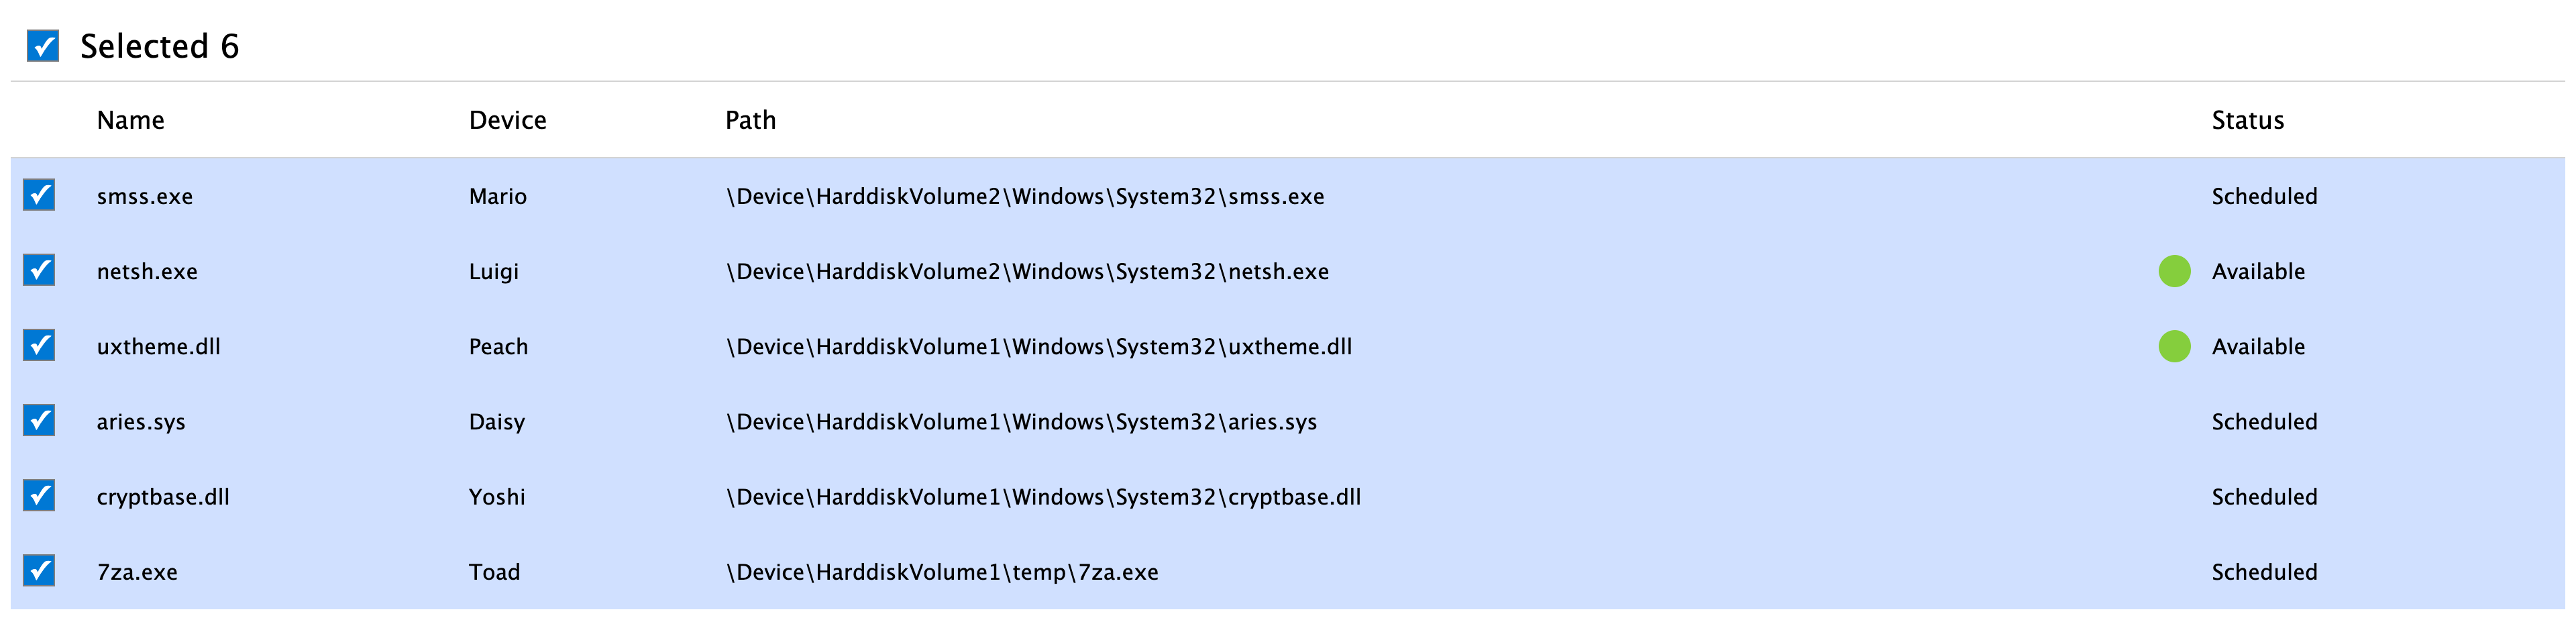 Selected 6
Name Device Path Status
smss.exe Mario \Device\HarddiskVolume2\Windows\System32\smss.exe Scheduled
netsh.exe Luigi \Device\HarddiskVolume2\Windows\System32\netsh.exe Available
uxtheme.dll Peach \Device\HarddiskVolume1\Windows\System32\uxtheme.dll Available
aries.sys Daisy \Device\HarddiskVolume1\Windows\System32\aries.sys Scheduled
cryptbase.dll Yoshi \Device\HarddiskVolume1\Windows\System32\cryptbase.dll Scheduled
7za.exe Toad \Device\HarddiskVolume1\temp\7za.exe Scheduled